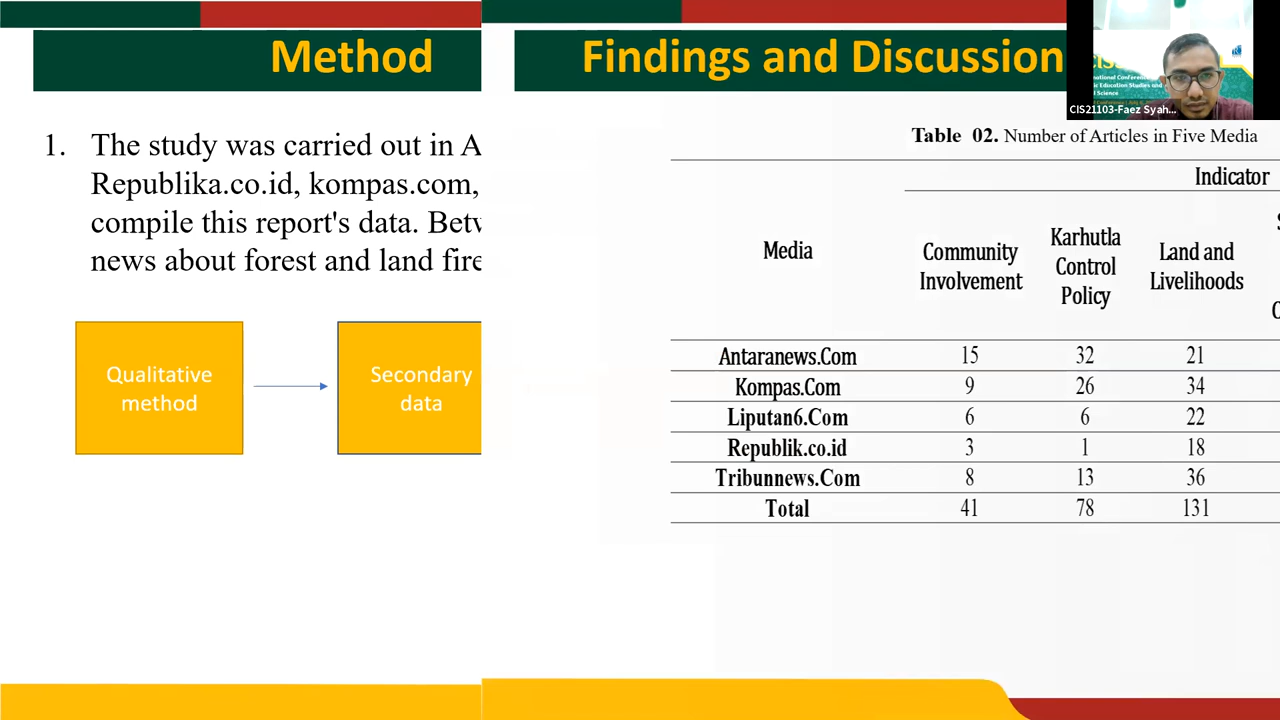 Method
1. The study was carried out in A
Republika.co.id, kompas.com,
compile this report's data. Betw
news about forest and land fire
Qualitative
method
Secondary
data
Findings and Discussion
CIS21103-Faez Syah...
Table 02. Number of Articles in Five Media
Indicator
Media
Community
Involvement
Karhutla
Control
Policy
Land and
Livelihoods
Antaranews.Com 15 32 21
Kompas.Com 9 26 34
Liputan6.Com 6 6 22
Republik.co.id 3 1 18
Tribunnews.Com 8 13 36
Total 41 78 131